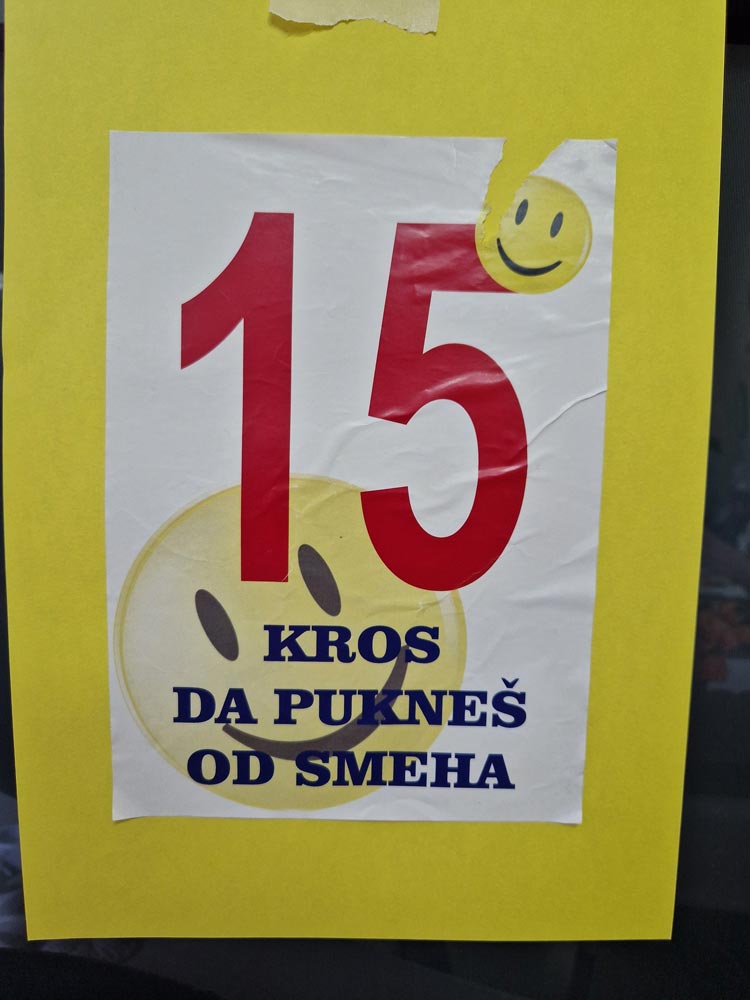 15
KROS
DA PUKNEŠ
OD SMEHA